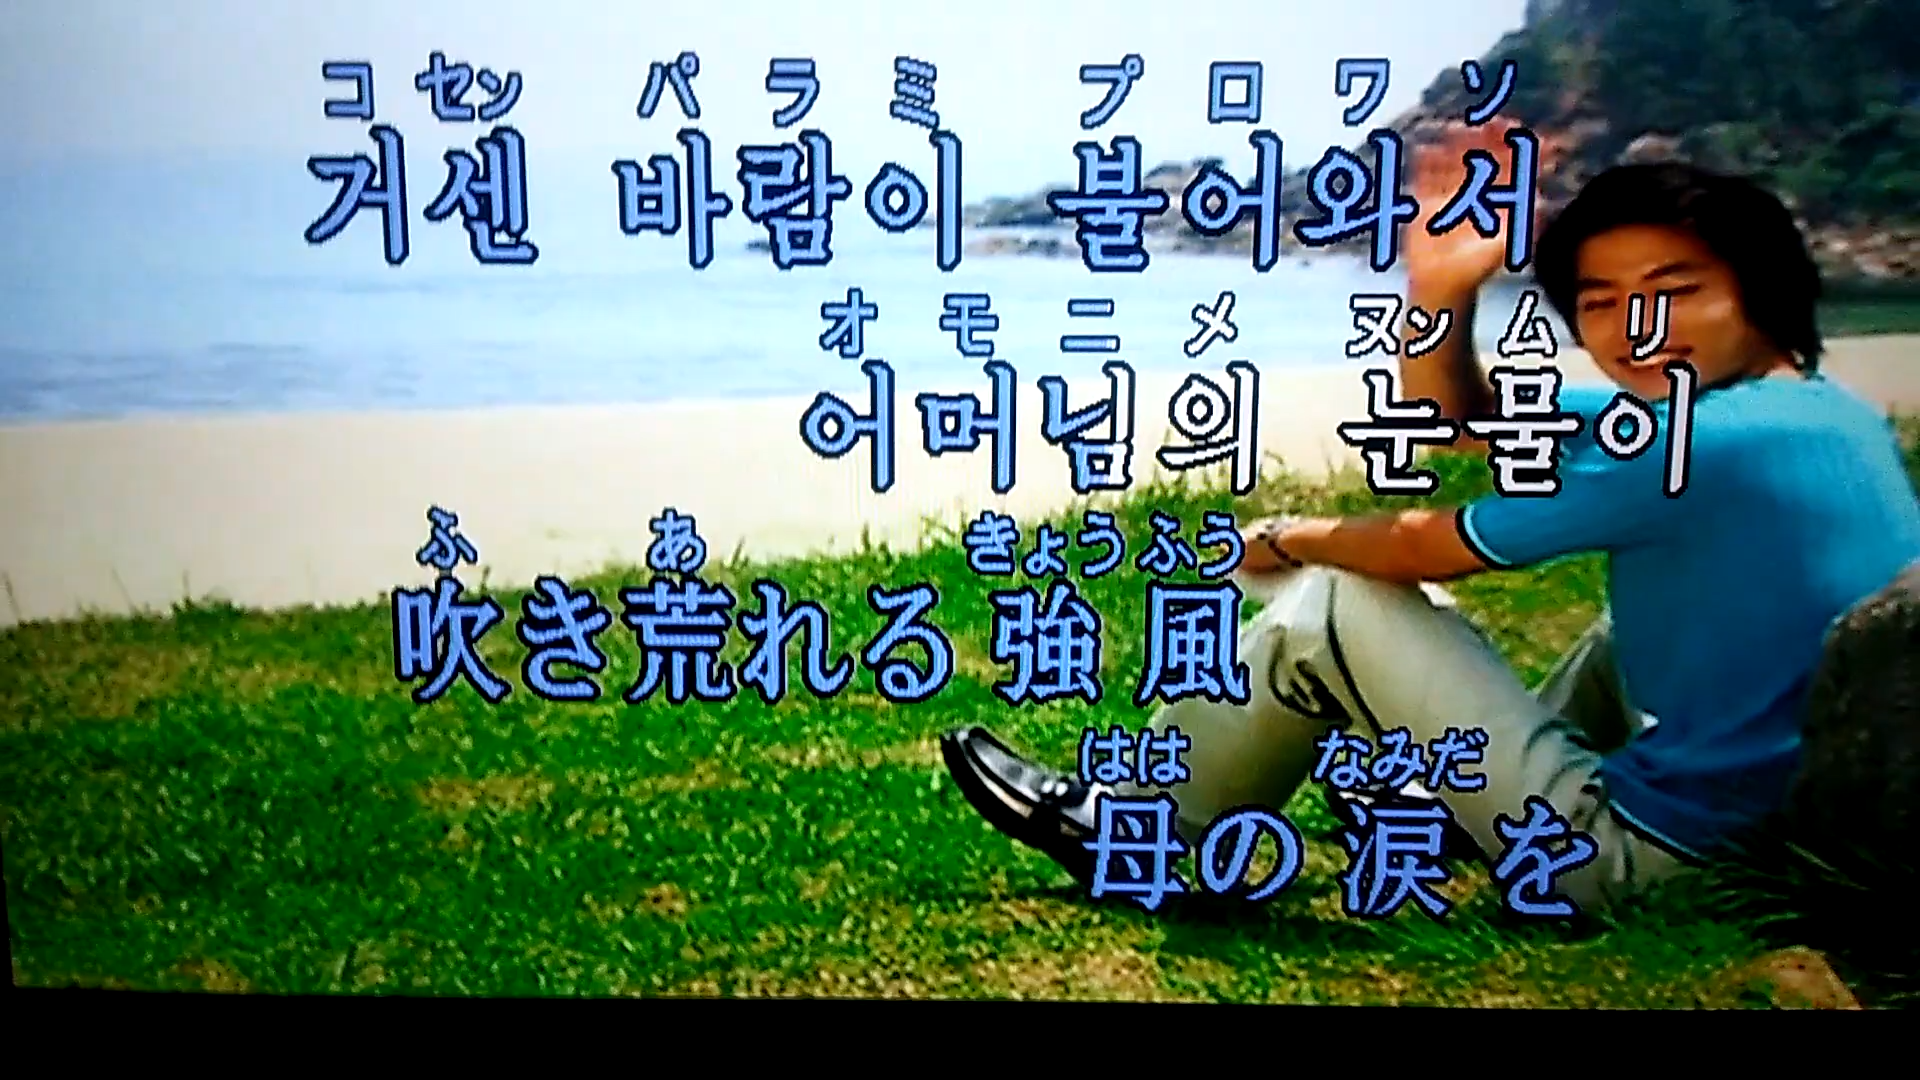 コ セン パ ラ ミ プ ロ ワ ソ
거센 바람이 불어와서
オ モ ニ メ ヌン ム リ
어머님의 눈물이
ふ あ きょうふう
吹き荒れる 強風
はは なみだ
母の 涙を